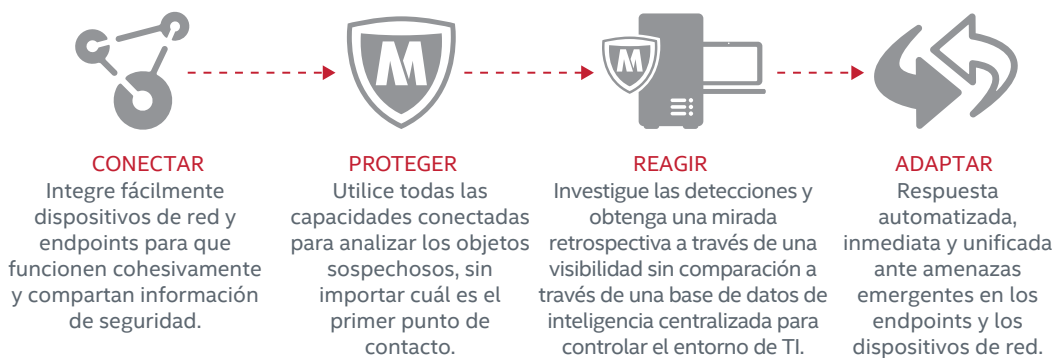 M
M
CONECTAR
Integre fácilmente
dispositivos de red y
endpoints para que
funcionen cohesivamente
y compartan información
de seguridad.
PROTEGER
Utilice todas las
capacidades conectadas
para analizar los objetos
sospechosos, sin
importar cuál es el
primer punto de
contacto.
REAGIR
Investigue las detecciones y
obtenga una mirada
retrospectiva a través de una
visibilidad sin comparación a
través de una base de datos de
inteligencia centralizada para
controlar el entorno de TI.
ADAPTAR
Respuesta
automatizada,
inmediata y unificada
ante amenazas
emergentes en los
endpoints y los
dispositivos de red.